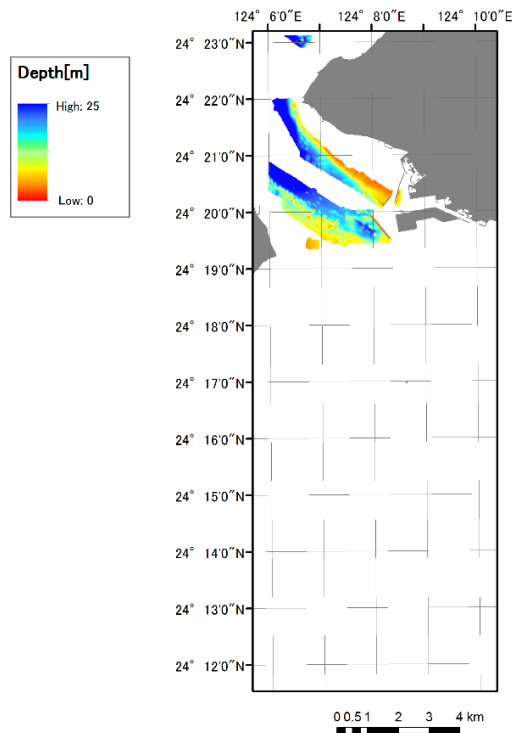 124° 6′0″E 124° 8′0″E 124° 10′0″E
24° 23′0″N
Depth[m]
High: 25
Low: 0
24° 22′0″N
24° 21′0″N
24° 20′0″N
24° 19′0″N
24° 18′0″N
24° 17′0″N
24° 16′0″N
24° 15′0″N
24° 14′0″N
24° 13′0″N
24° 12′0″N
0 0.5 1 2 3 4 km